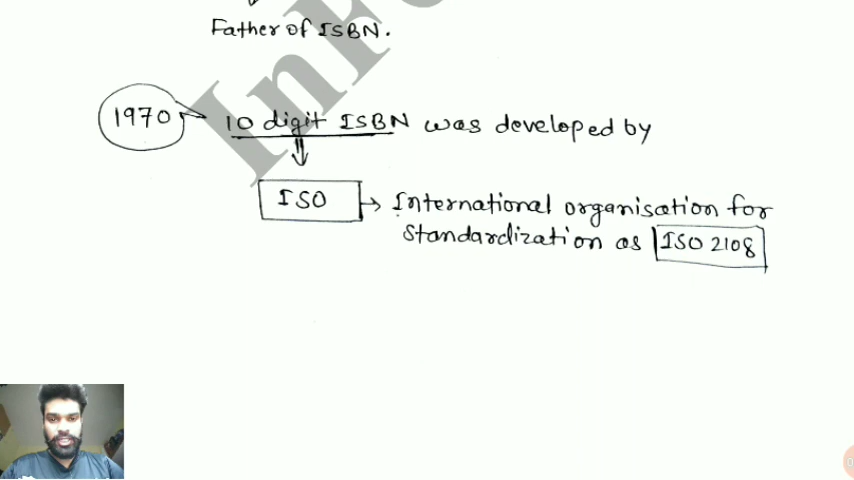 Father of ISBN.
1970
10 digit ISBN was developed by
ISO
International organisation for
Standardization as ISO 2108